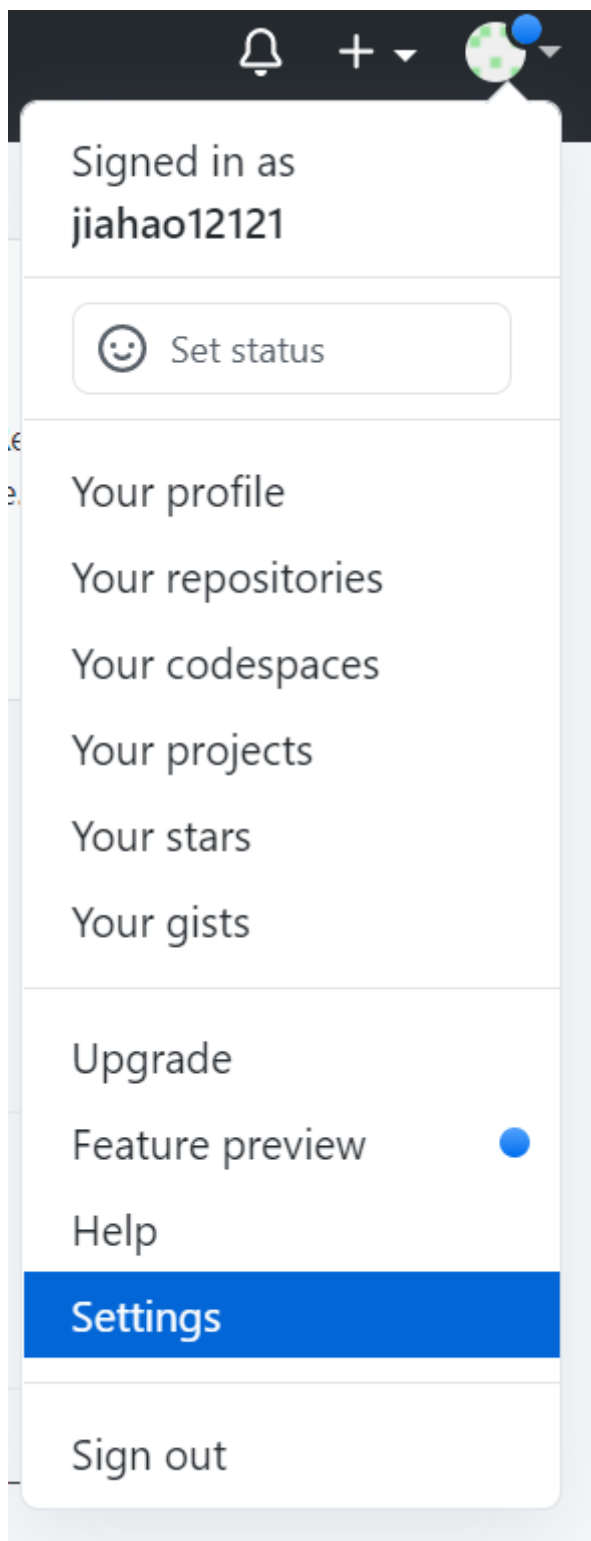 Signed in as
jiahao12121
Set status
Your profile
Your repositories
Your codespaces
Your projects
Your stars
Your gists
Upgrade
Feature preview
Help
Settings
Sign out